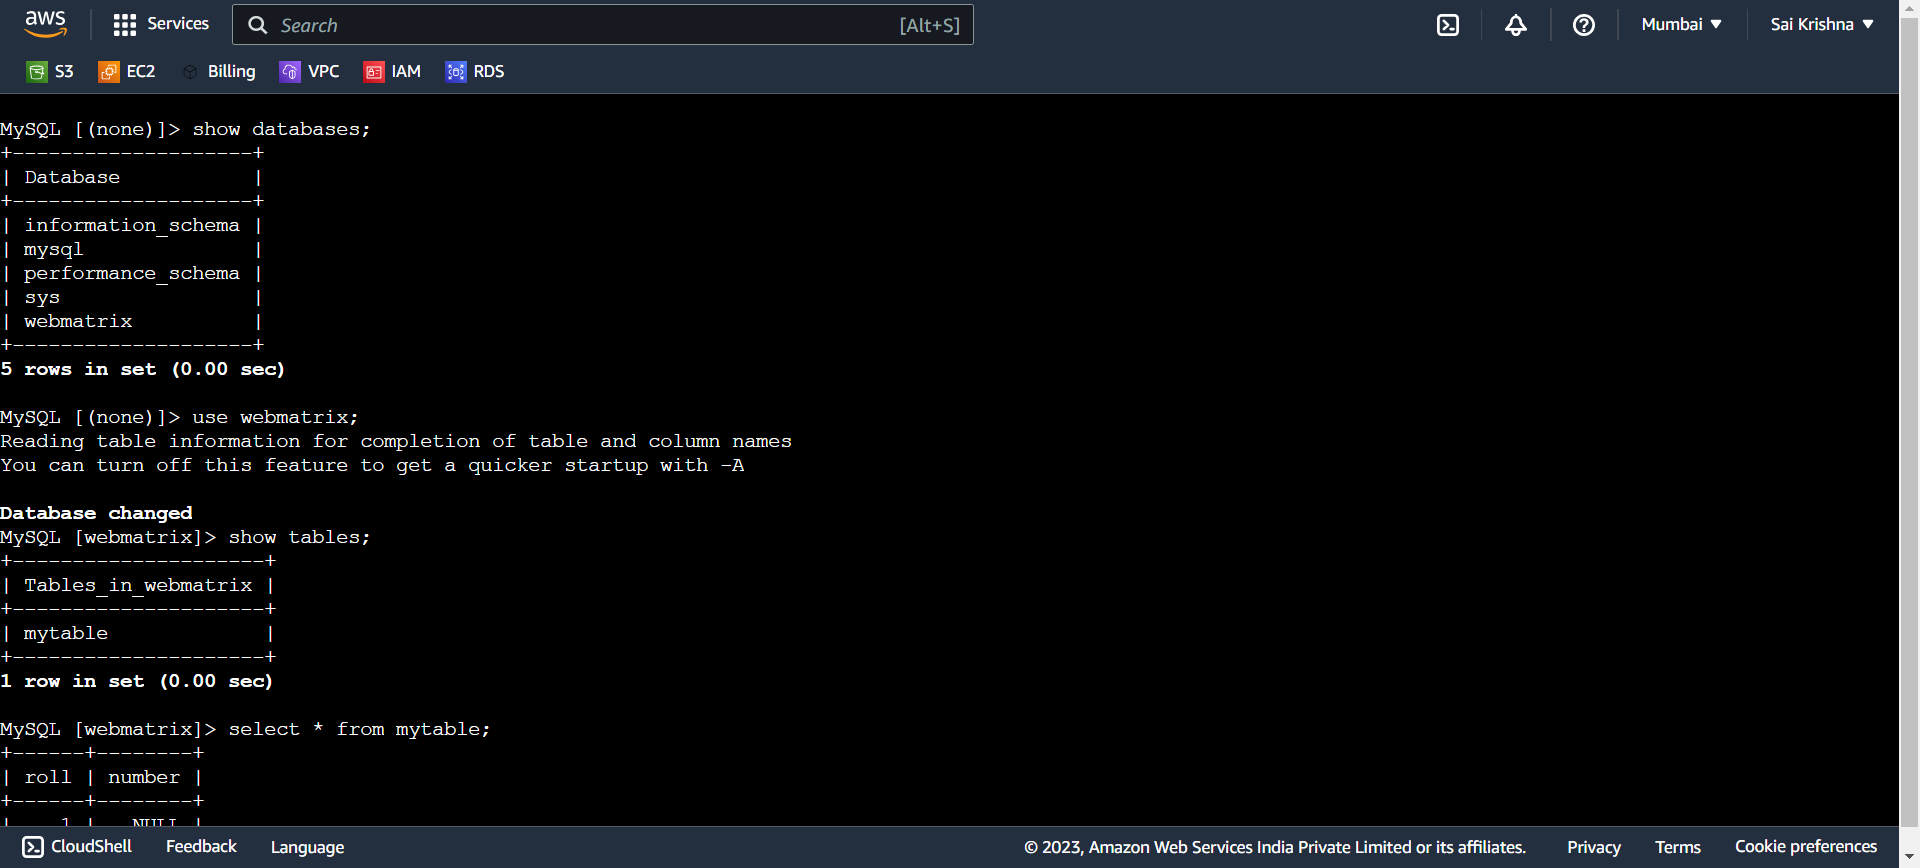 aws Services Search [Alt+S] Mumbai ▼ Sai Krishna ▼
S3 EC2 Billing VPC IAM RDS
MySQL [(none)]> show databases;
+--------------------+
| Database           |
+--------------------+
| information_schema |
| mysql              |
| performance_schema |
| sys                |
| webmatrix          |
+--------------------+
5 rows in set (0.00 sec)
MySQL [(none)]> use webmatrix;
Reading table information for completion of table and column names
You can turn off this feature to get a quicker startup with -A
Database changed
MySQL [webmatrix]> show tables;
+---------------------+
| Tables_in_webmatrix |
+---------------------+
| mytable             |
+---------------------+
1 row in set (0.00 sec)
MySQL [webmatrix]> select * from mytable;
+------+--------+
| roll | number |
+------+--------+
|    1 |   NULL |
CloudShell Feedback Language © 2023, Amazon Web Services India Private Limited or its affiliates. Privacy Terms Cookie preferences